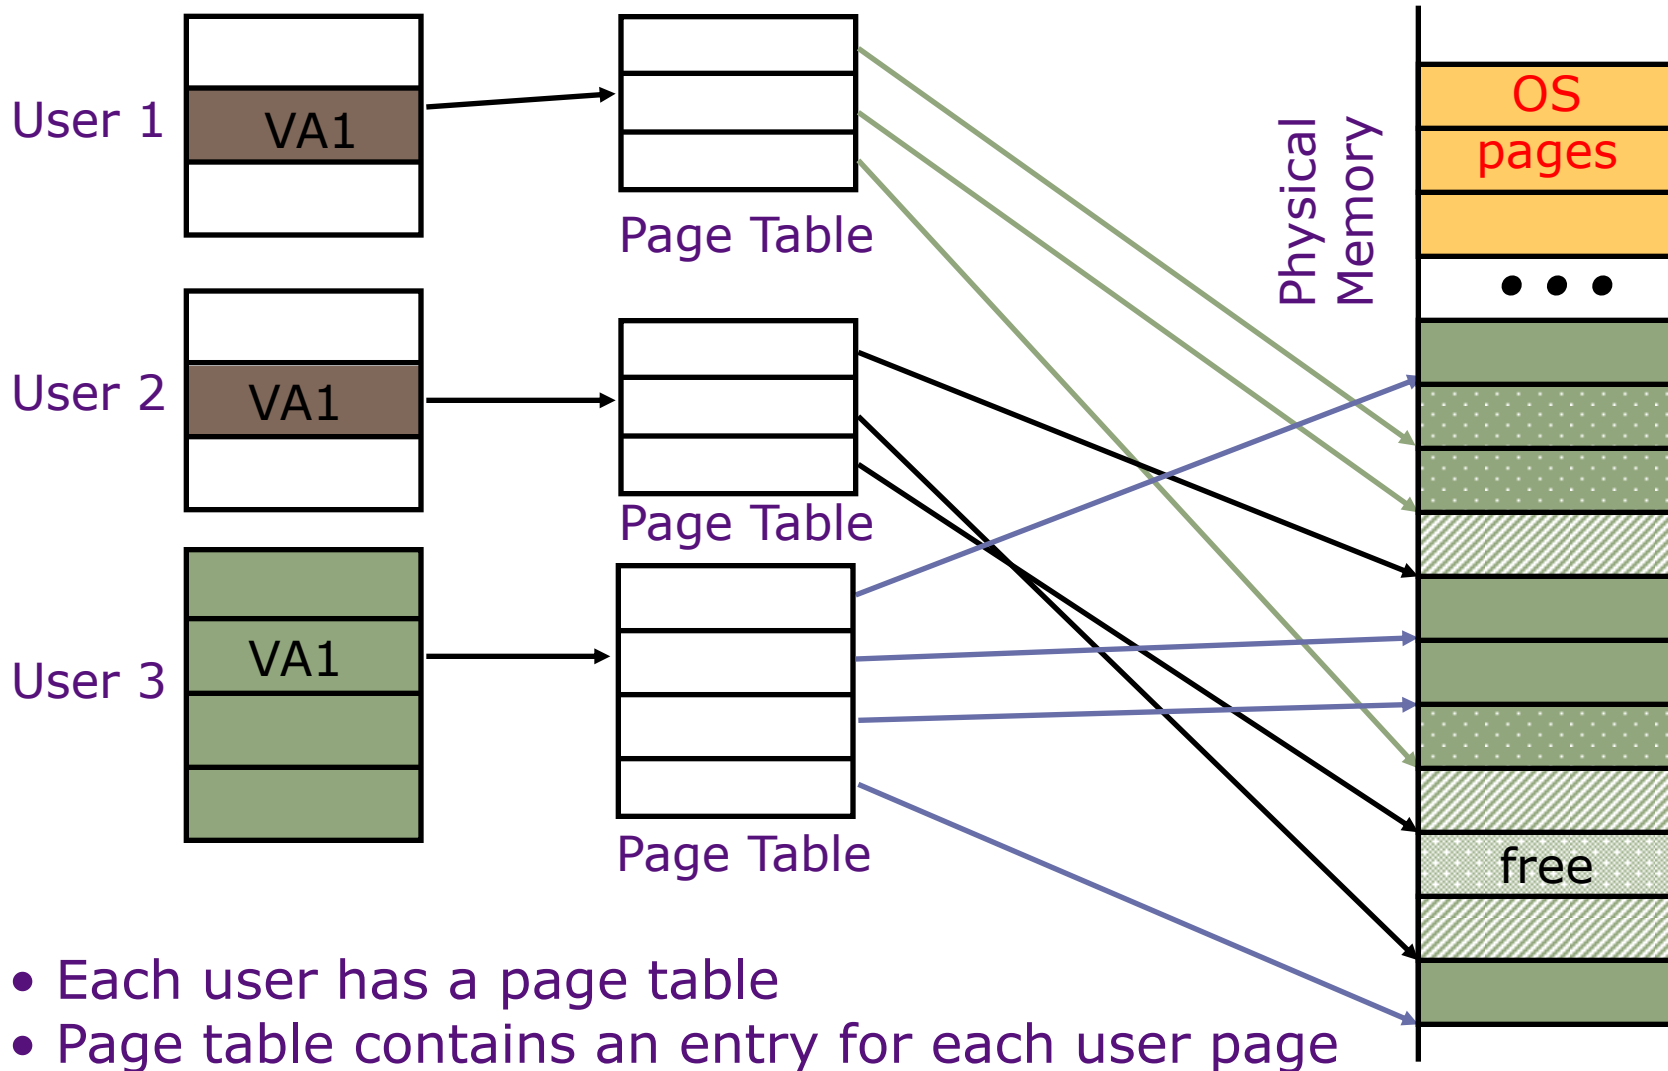 User 1
VA1
Page Table
Physical
Memory
OS
pages
User 2
VA1
Page Table
User 3
VA1
Page Table
free
• Each user has a page table
• Page table contains an entry for each user page